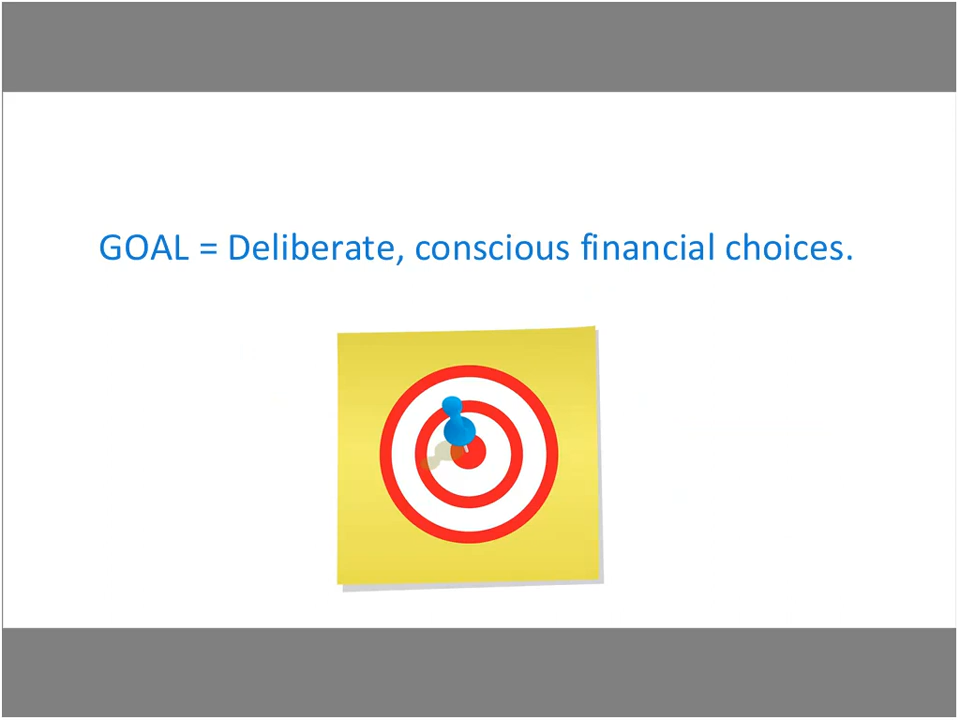 GOAL = Deliberate, conscious financial choices.